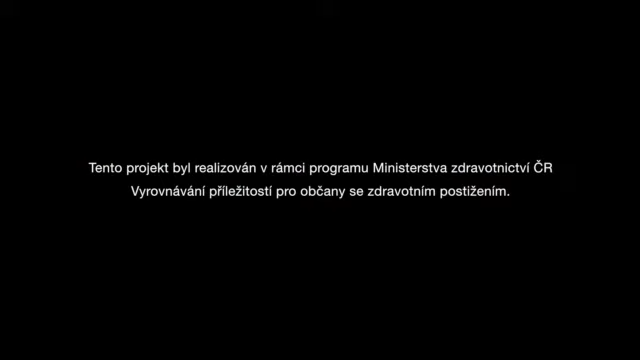 Tento projekt byl realizován v rámci programu Ministerstva zdravotnictví ČR
Vyrovnávání příležitostí pro občany se zdravotním postižením.